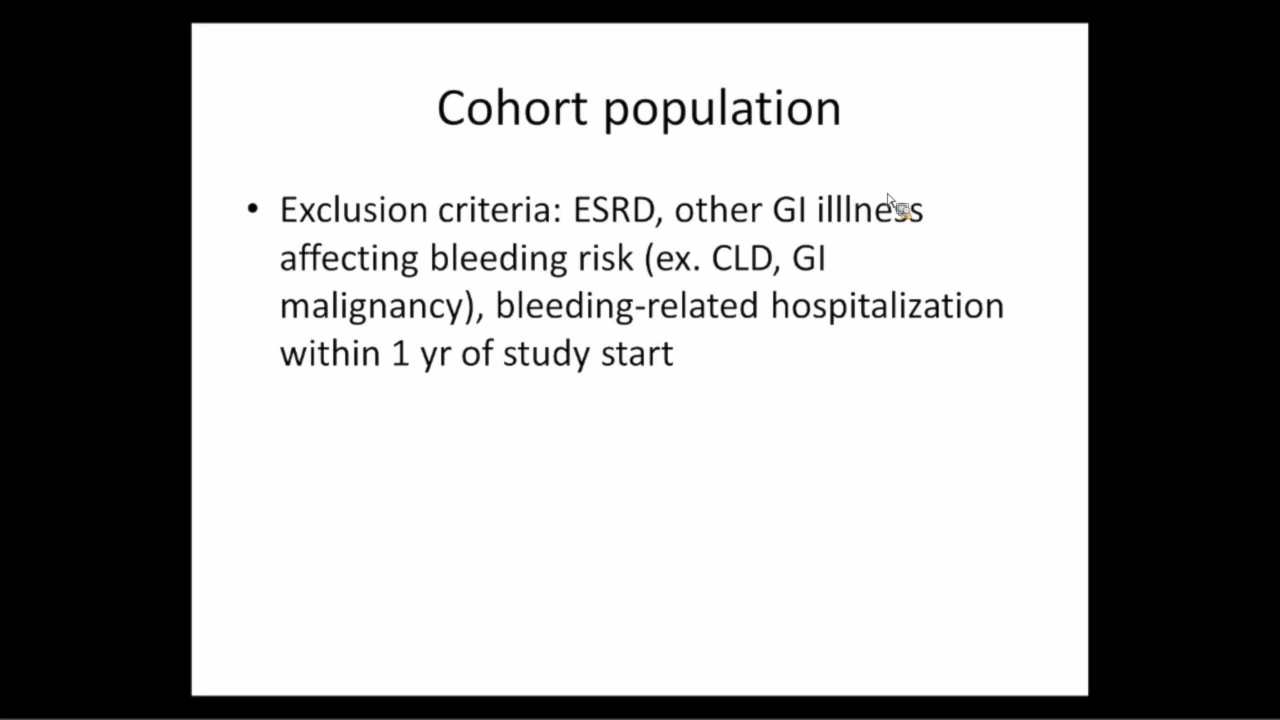 Cohort population
• Exclusion criteria: ESRD, other GI illlness
affecting bleeding risk (ex. CLD, GI
malignancy), bleeding-related hospitalization
within 1 yr of study start